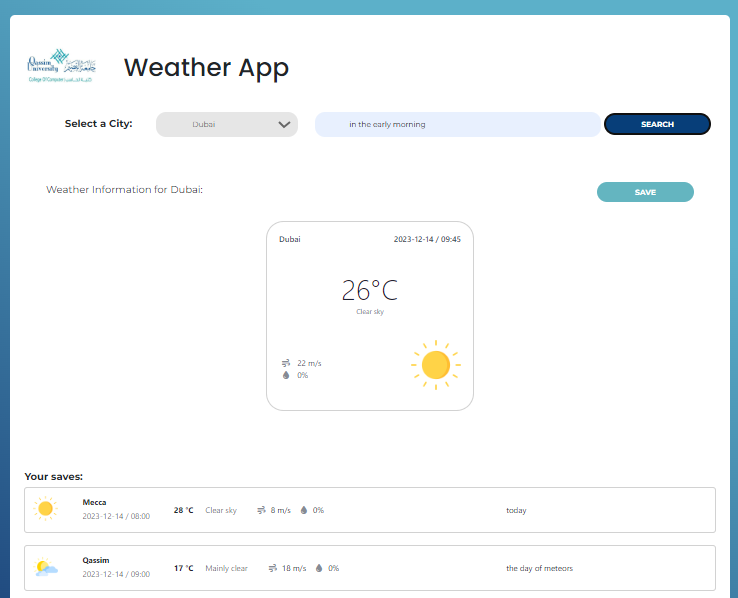 Qassim
University
College Of Computer
Weather App
Select a City:
Dubai
in the early morning
SEARCH
Weather Information for Dubai:
SAVE
Dubai
2023-12-14 / 09:45
26°C
Clear sky
22 m/s
0%
Your saves:
Mecca
2023-12-14 / 08:00
28 °C
Clear sky
8 m/s
0%
today
Qassim
2023-12-14 / 09:00
17 °C
Mainly clear
18 m/s
0%
the day of meteors